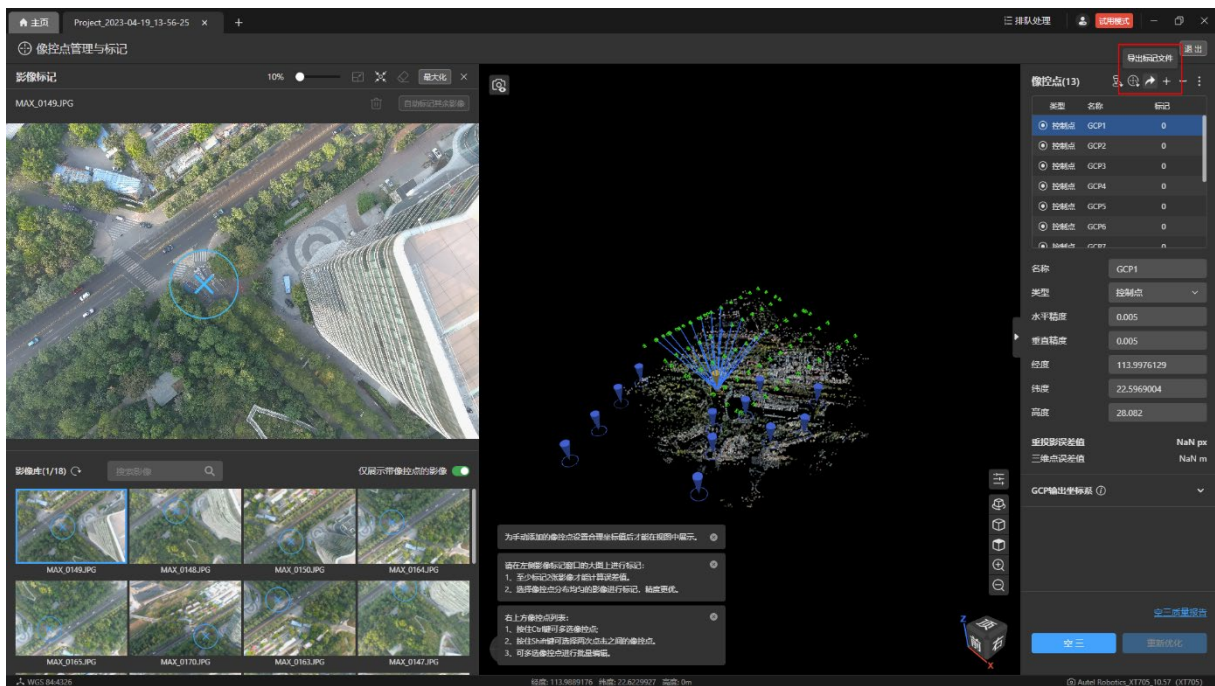 主页
Project_2023-04-19_13-56-25 × +
排队处理
试用模式
像控点管理与标记
退出
导出标记文件
影像标记
10%
最大化
MAX_0149.JPG
自动标记其余影像
像控点(13)
类型 名称 标记
控制点 GCP1 0
控制点 GCP2 0
控制点 GCP3 0
控制点 GCP4 0
控制点 GCP5 0
控制点 GCP6 0
控制点 GCP7 0
名称 GCP1
类型 控制点
水平精度 0.005
垂直精度 0.005
经度 113.9976129
纬度 22.5969004
高度 28.082
重投影误差值 NaN px
三维点误差值 NaN m
GCP输出坐标系
影像库(1/18)
搜索影像
仅展示带像控点的影像
MAX_0149.JPG MAX_0148.JPG MAX_0150.JPG MAX_0164.JPG
MAX_0165.JPG MAX_0170.JPG MAX_0163.JPG MAX_0147.JPG
为手动添加的像控点设置合理坐标值后才能在视图中展示。
请在左侧影像标记窗口的大图上进行标记:
1、至少标记2张影像才能计算误差值。
2、选择像控点分布均匀的影像进行标记，精度更优。
右上方像控点列表:
1、按住Ctrl键可多选像控点;
2、按住Shift键可选择两次点击之间的像控点。
3、可多选像控点进行批量编辑。
Z
前
右
X
空三质量报告
空三
重新优化
WGS 84:4326
经度: 113.9889176 纬度: 22.6229927 高度: 0m
Autel Robotics_XT705_10.57 (XT705)